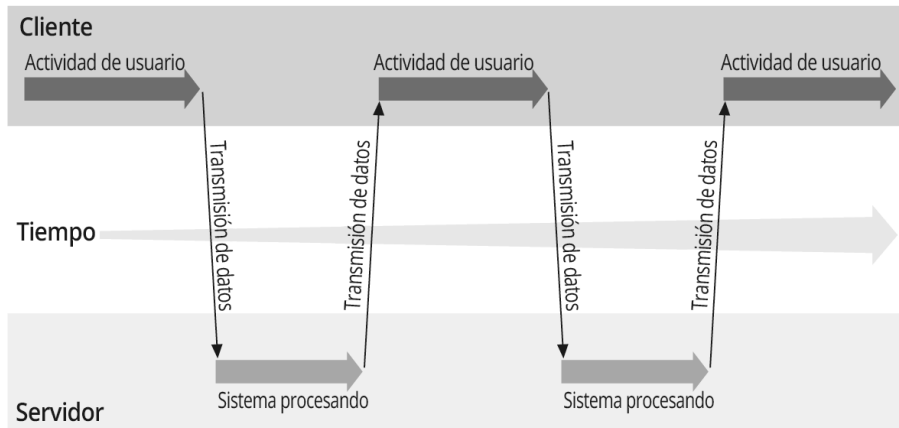 Cliente
Actividad de usuario
Actividad de usuario
Actividad de usuario
Transmisión de datos
Transmisión de datos
Transmisión de datos
Transmisión de datos
Tiempo
Sistema procesando
Sistema procesando
Servidor